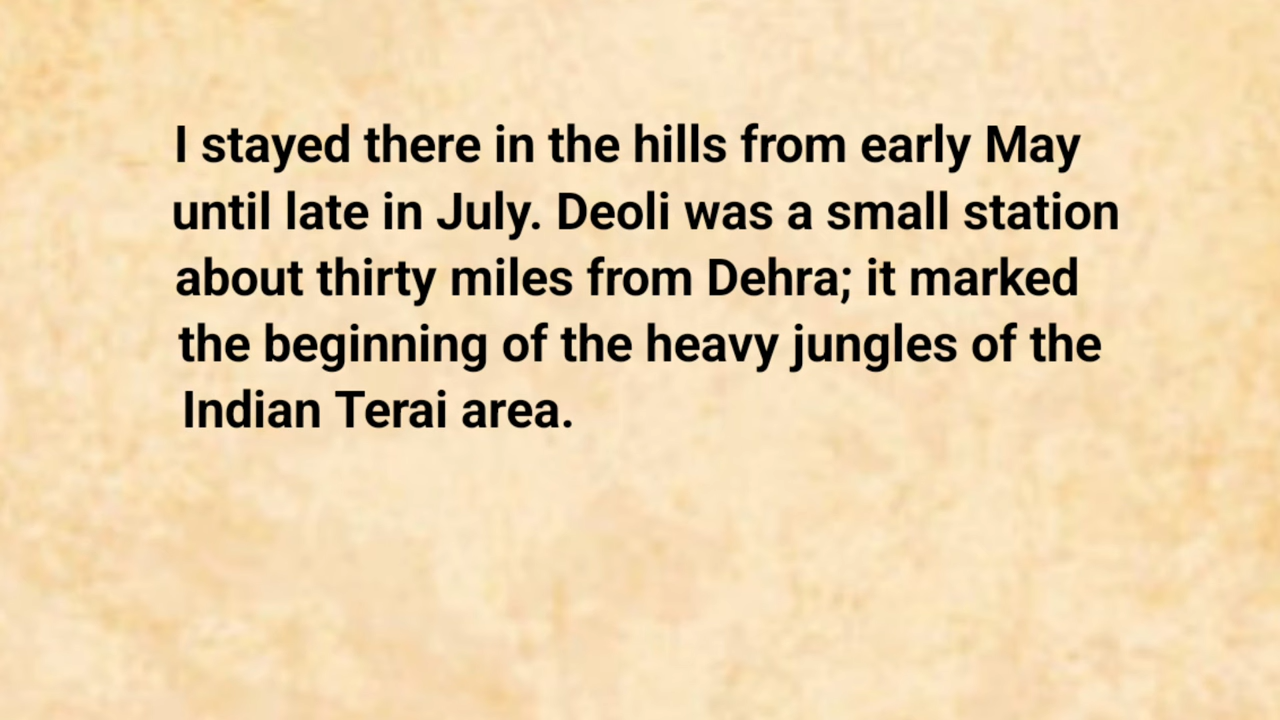 I stayed there in the hills from early May
until late in July. Deoli was a small station
about thirty miles from Dehra; it marked
the beginning of the heavy jungles of the
Indian Terai area.